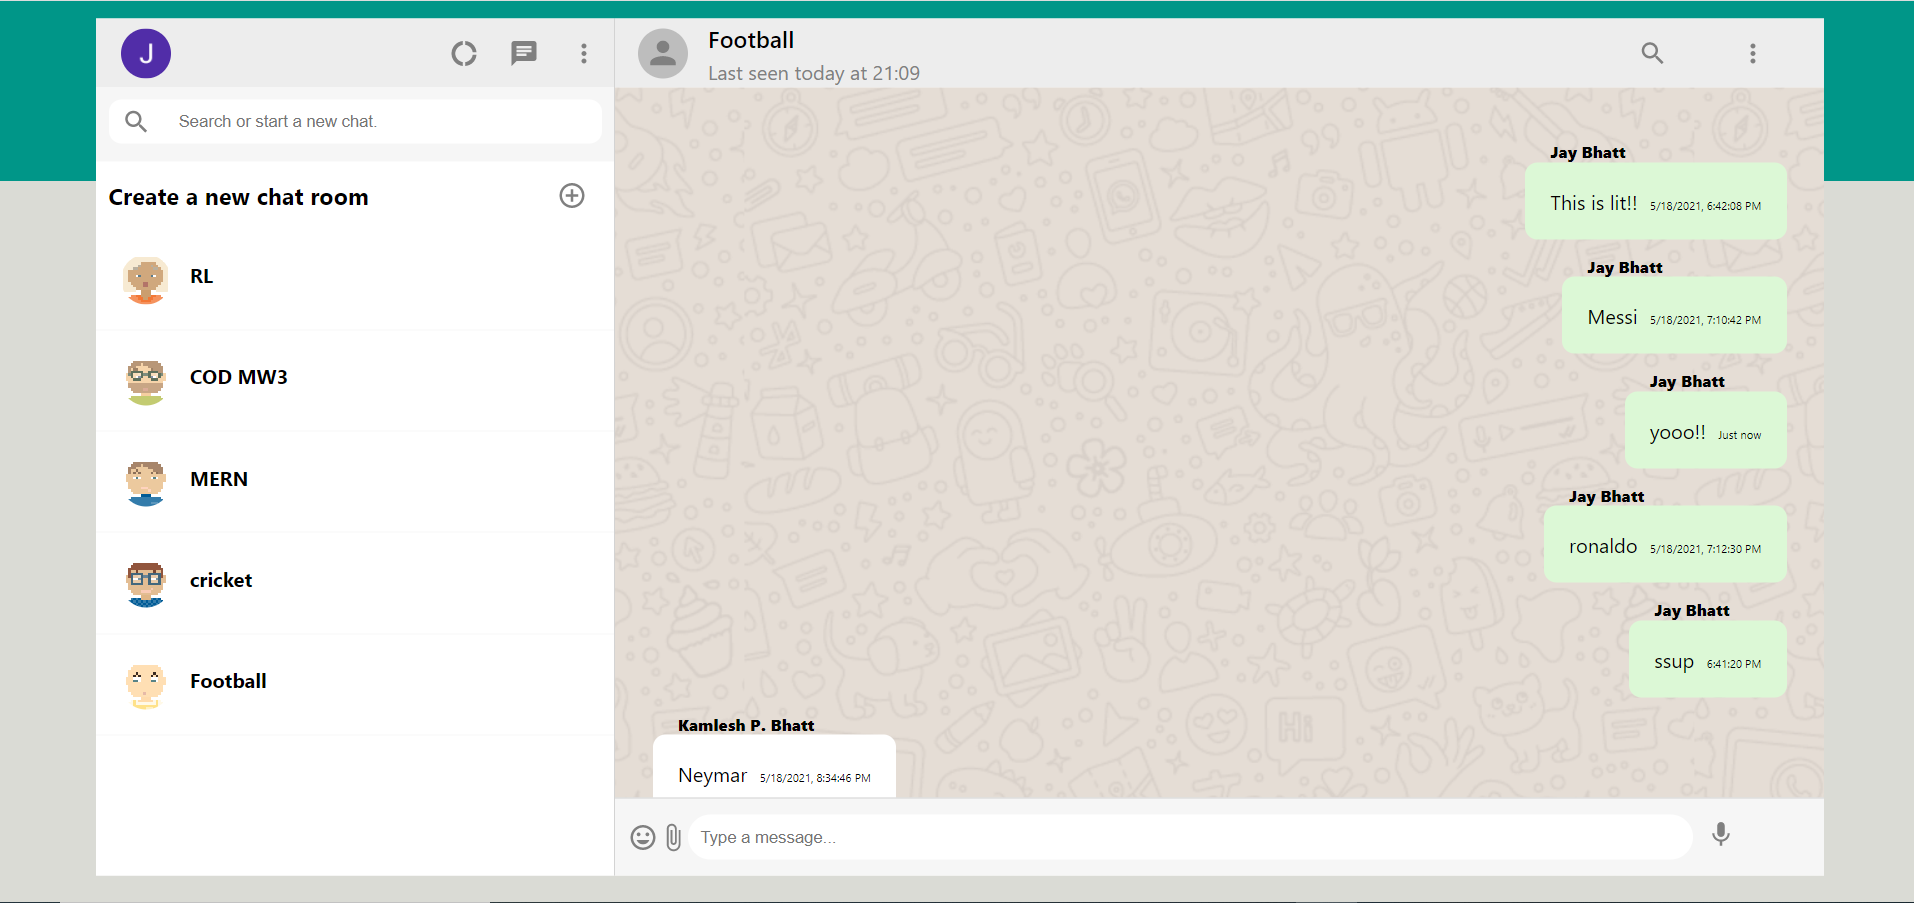 J
Search or start a new chat.
Create a new chat room
RL
COD MW3
MERN
cricket
Football
Football
Last seen today at 21:09
Jay Bhatt
This is lit!! 5/18/2021, 6:42:08 PM
Jay Bhatt
Messi 5/18/2021, 7:10:42 PM
Jay Bhatt
yooo!! Just now
Jay Bhatt
ronaldo 5/18/2021, 7:12:30 PM
Jay Bhatt
ssup 6:41:20 PM
Kamlesh P. Bhatt
Neymar 5/18/2021, 8:34:46 PM
Hi
Type a message...